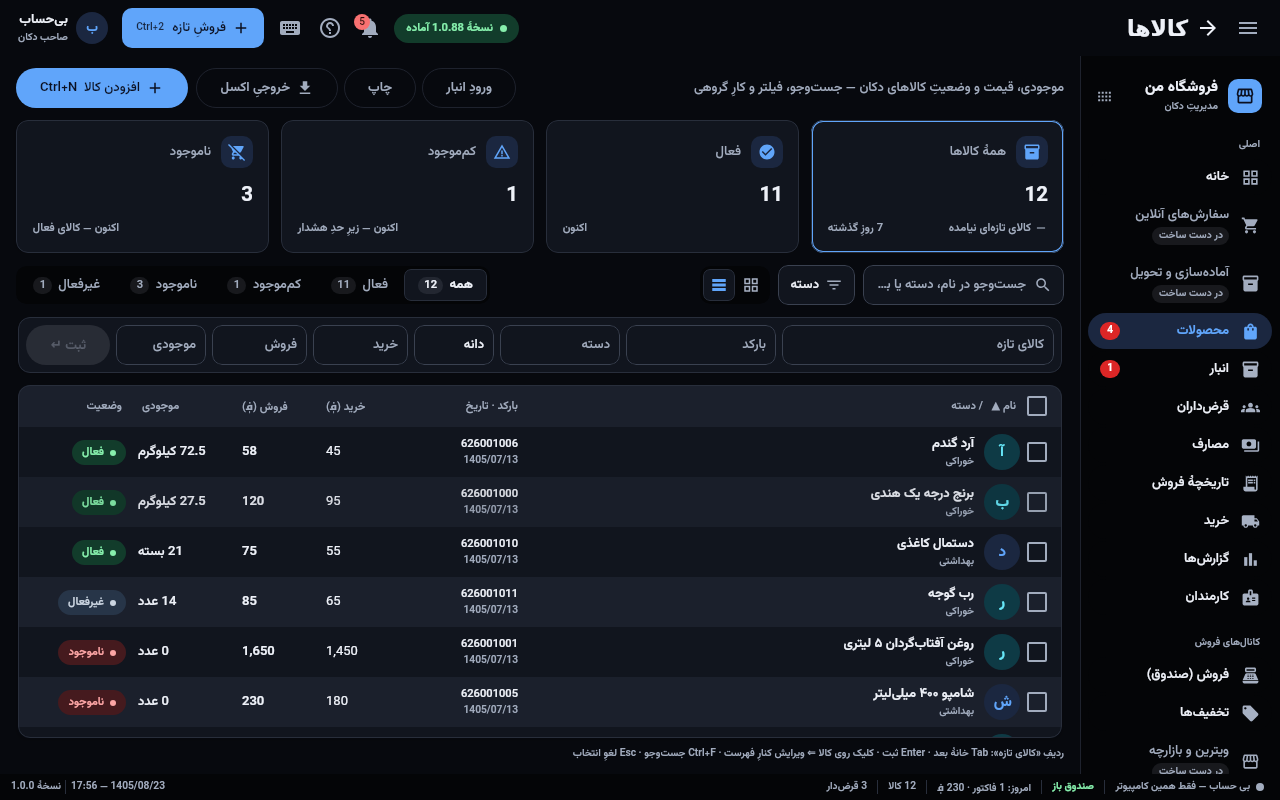 کالاها
نسخهٔ 1.0.88 آماده
5
فروشِ تازه Ctrl+2
بی‌حساب
صاحب دکان
ب
فروشگاه من
مدیریتِ دکان
اصلی
خانه
سفارش‌های آنلاین
در دست ساخت
آماده‌سازی و تحویل
در دست ساخت
محصولات 4
انبار 1
قرض‌داران
مصارف
تاریخچهٔ فروش
خرید
گزارش‌ها
کارمندان
کانال‌های فروش
فروش (صندوق)
تخفیف‌ها
ویترین و بازارچه
در دست ساخت
موجودی، قیمت و وضعیتِ کالاهای دکان — جست‌وجو، فیلتر و کارِ گروهی
ورودِ انبار
چاپ
خروجیِ اکسل
افزودن کالا Ctrl+N
همهٔ کالاها
12
— کالای تازه‌ای نیامده
7 روزِ گذشته
فعال
11
اکنون
کم‌موجود
1
اکنون — زیرِ حدِ هشدار
ناموجود
3
اکنون — کالای فعال
جست‌وجو در نام، دسته یا ب...
دسته
همه 12
فعال 11
کم‌موجود 1
ناموجود 3
غیرفعال 1
کالای تازه
بارکد
دسته
دانه
خرید
فروش
موجودی
ثبت ↵
نام ▲ / دسته
بارکد · تاریخ
خرید (؋)
فروش (؋)
موجودی
وضعیت
آ
آرد گندم
خوراکی
626001006
1405/07/13
45
58
72.5 کیلوگرم
فعال
ب
برنج درجه یک هندی
خوراکی
626001000
1405/07/13
95
120
27.5 کیلوگرم
فعال
د
دستمال کاغذی
بهداشتی
626001010
1405/07/13
55
75
21 بسته
فعال
ر
رب گوجه
خوراکی
626001011
1405/07/13
65
85
14 عدد
غیرفعال
ر
روغن آفتاب‌گردان ۵ لیتری
خوراکی
626001001
1405/07/13
1,450
1,650
0 عدد
ناموجود
ش
شامپو ۴۰۰ میلی‌لیتر
بهداشتی
626001005
1405/07/13
180
230
0 عدد
ناموجود
ردیفِ «کالای تازه»: Tab خانهٔ بعد · Enter ثبت · کلیک روی کالا ⇐ ویرایش کنارِ فهرست · Ctrl+F جست‌وجو · Esc لغوِ انتخاب
بی حساب — فقط همین کامپیوتر
صندوق باز
امروز: 1 فاکتور · 230 ؋
12 کالا
3 قرض‌دار
1405/08/23 — 17:56
نسخهٔ 1.0.0